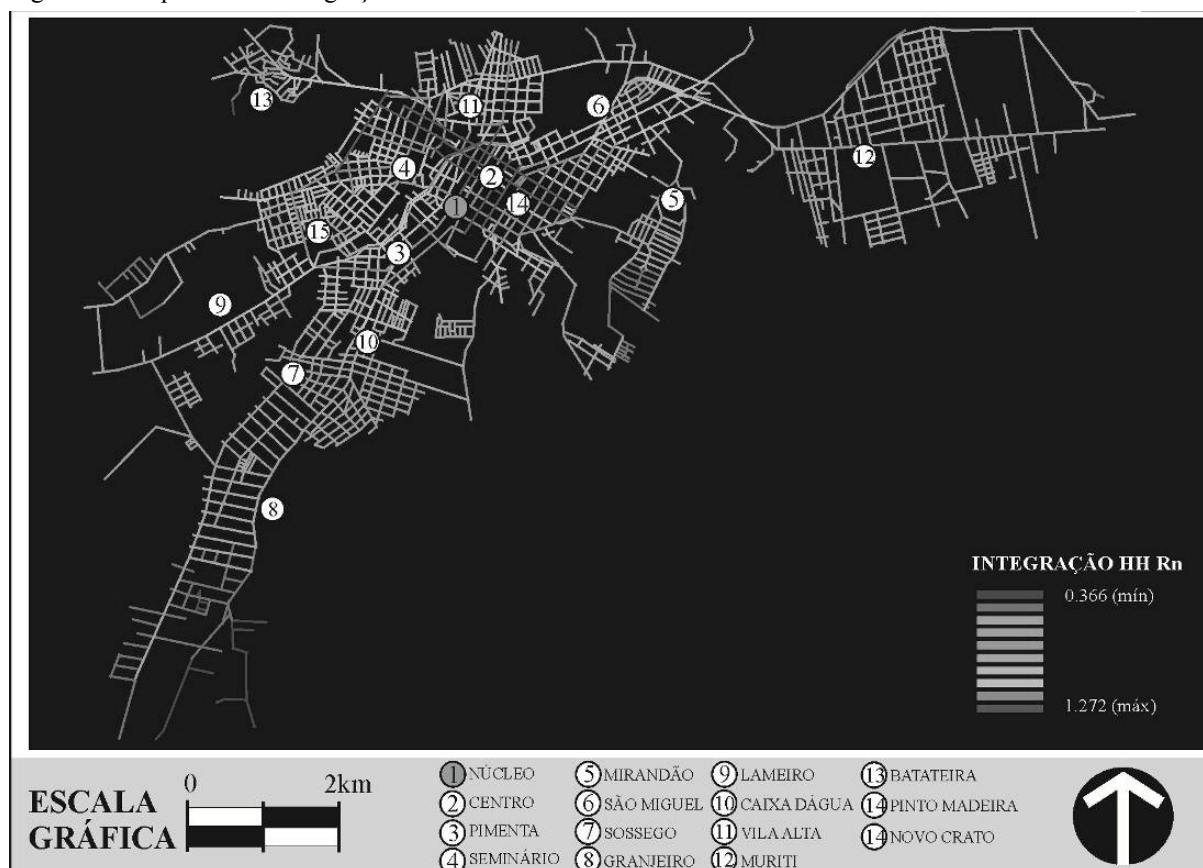 13
11
6
12
4
2
5
1
14
15
3
9
10
7
8
INTEGRAÇÃO HH Rn
0.366 (mín)
1.272 (máx)
ESCALA
GRÁFICA
0 2km
1 NÚCLEO
2 CENTRO
3 PIMENTA
4 SEMINÁRIO
5 MIRANDÃO
6 SÃO MIGUEL
7 SOSSEGO
8 GRANJEIRO
9 LAMEIRO
10 CAIXA DÁGUA
11 VILA ALTA
12 MURITI
13 BATATEIRA
14 PINTO MADEIRA
14 NOVO CRATO